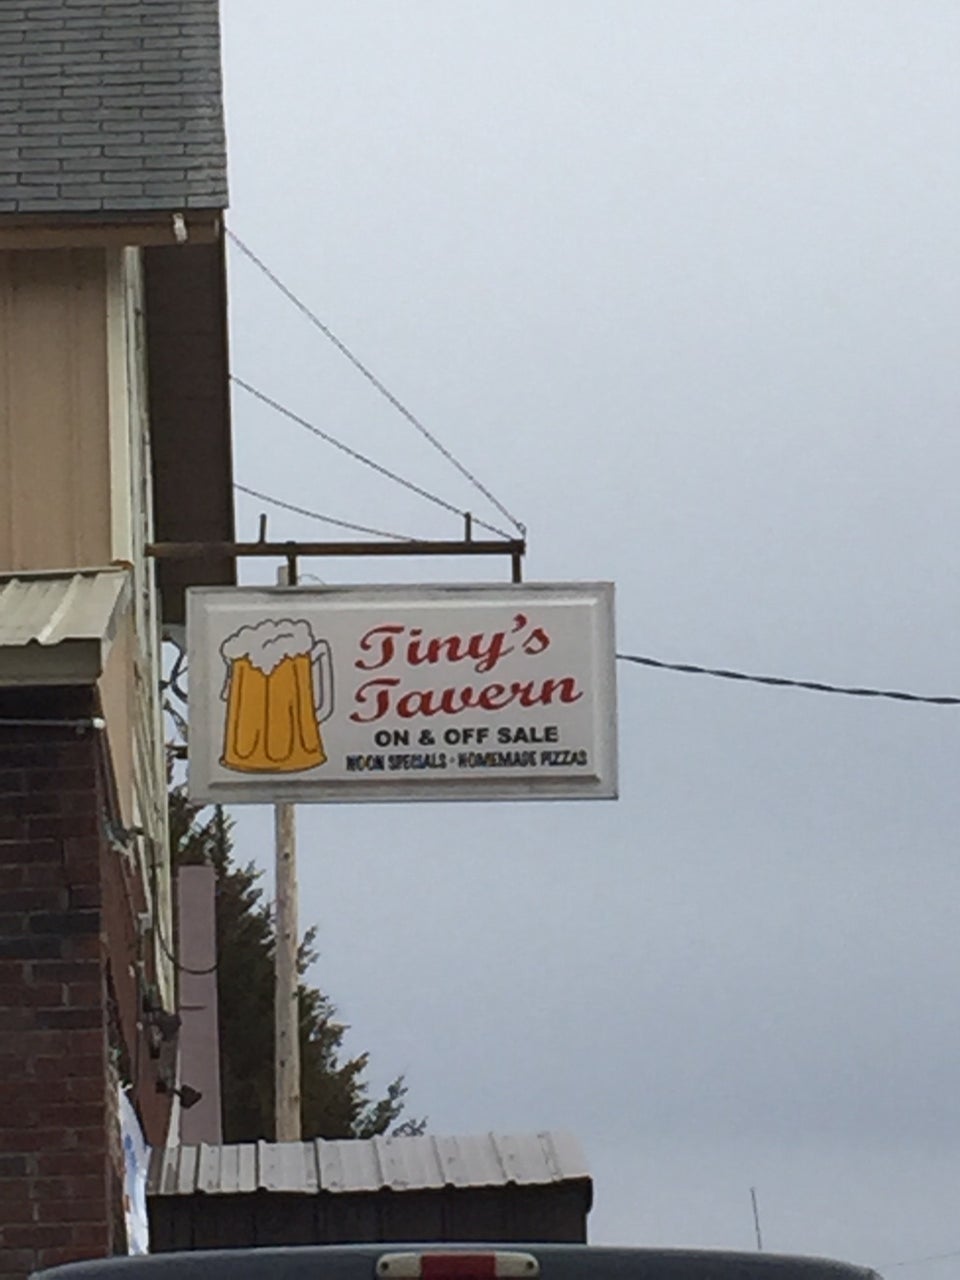 Tiny's
Tavern
ON & OFF SALE
NOON SPECIALS - HOMEMADE PIZZAS